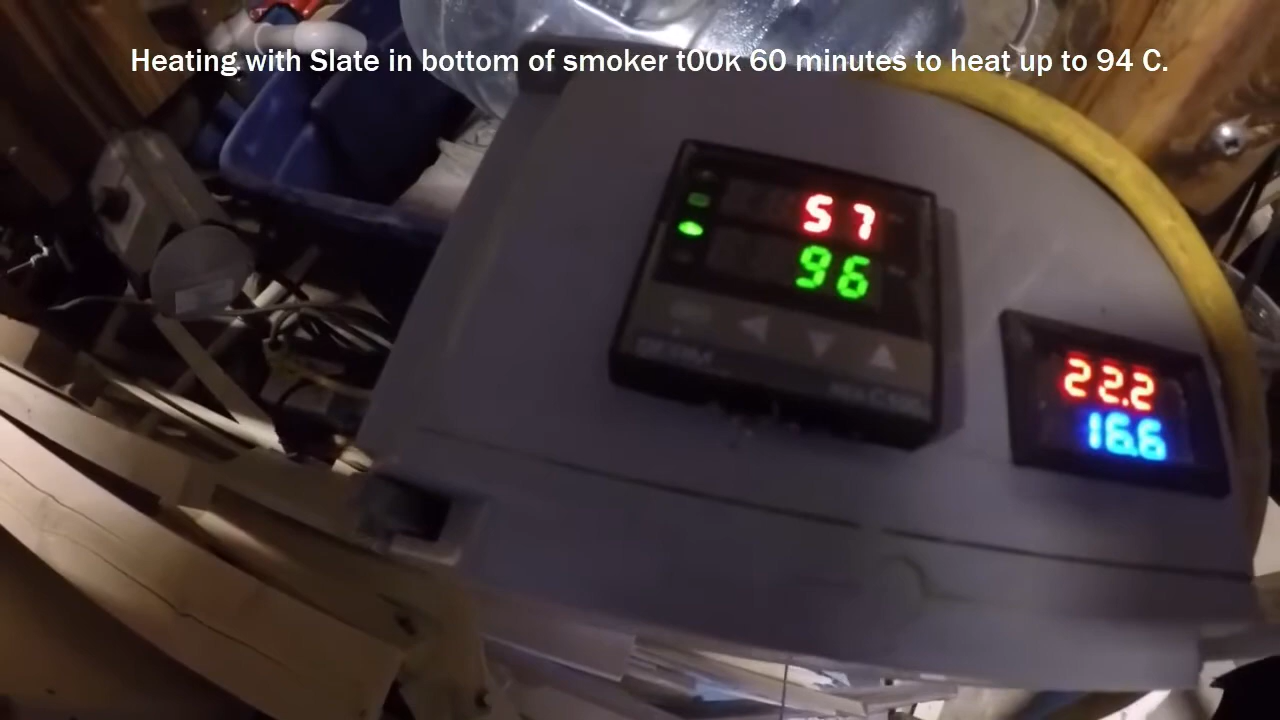 Heating with Slate in bottom of smoker t00k 60 minutes to heat up to 94 C.
57
96
22.2
16.6